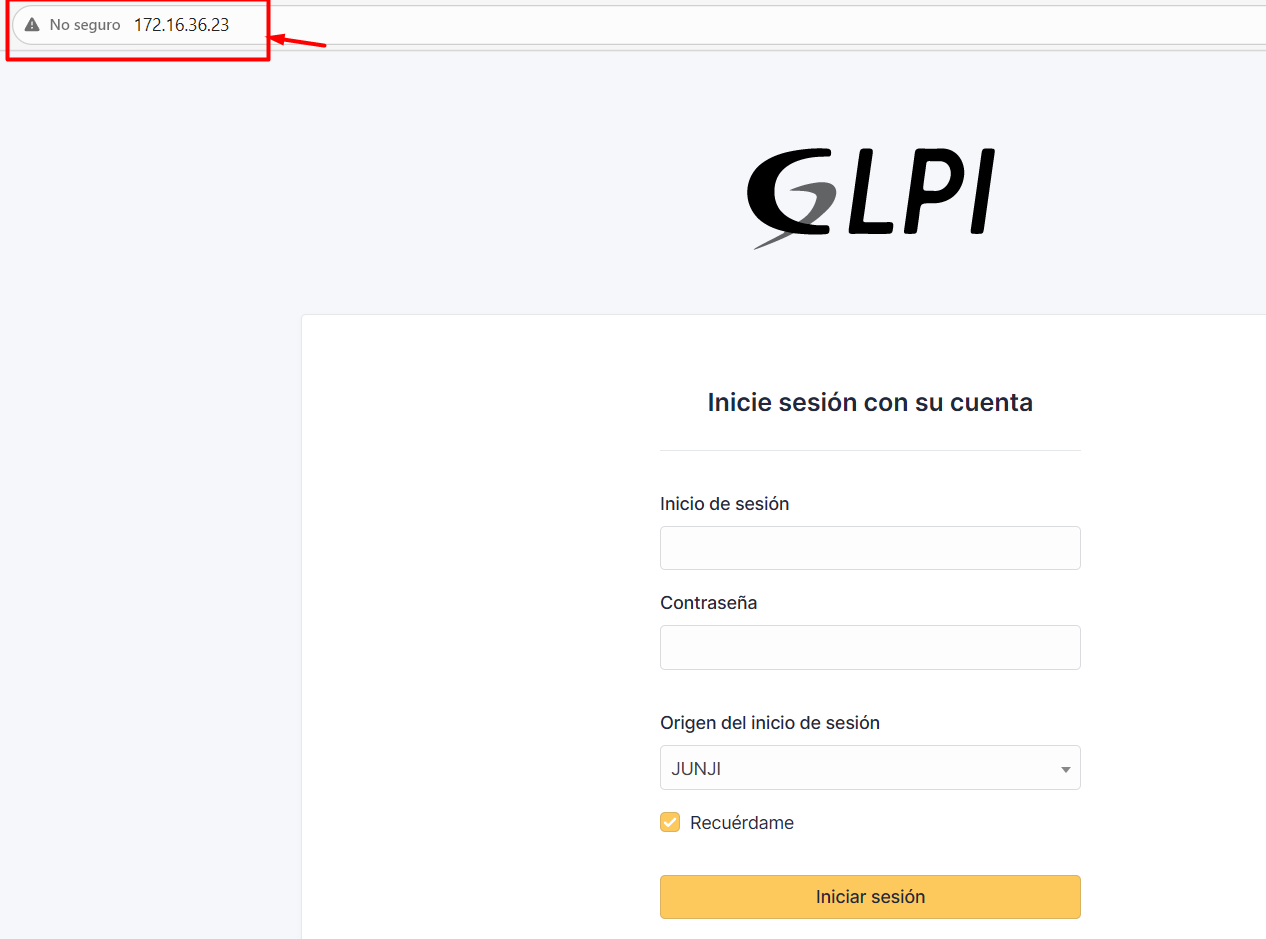 No seguro 172.16.36.23
GLPI
Inicie sesión con su cuenta
Inicio de sesión
Contraseña
Origen del inicio de sesión
JUNJI
Recuérdame
Iniciar sesión